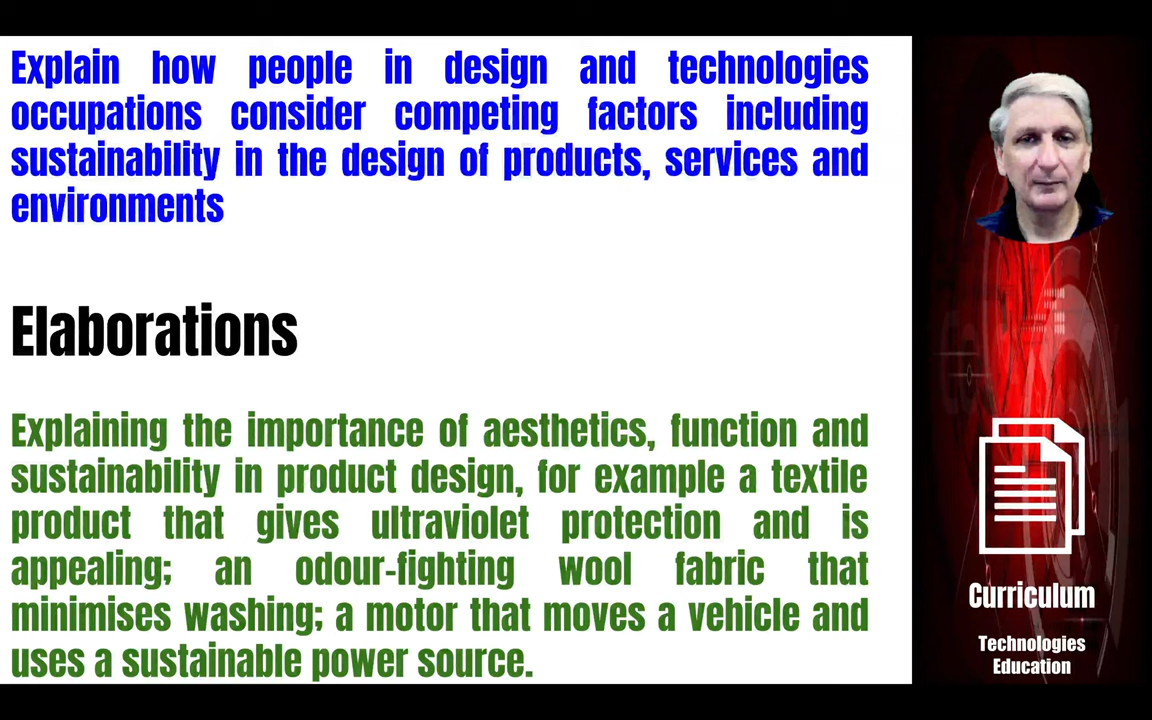 Explain how people in design and technologies
occupations consider competing factors including
sustainability in the design of products, services and
environments
Elaborations
Explaining the importance of aesthetics, function and
sustainability in product design, for example a textile
product that gives ultraviolet protection and is
appealing; an odour-fighting wool fabric that
minimises washing; a motor that moves a vehicle and
uses a sustainable power source.
Curriculum
Technologies
Education